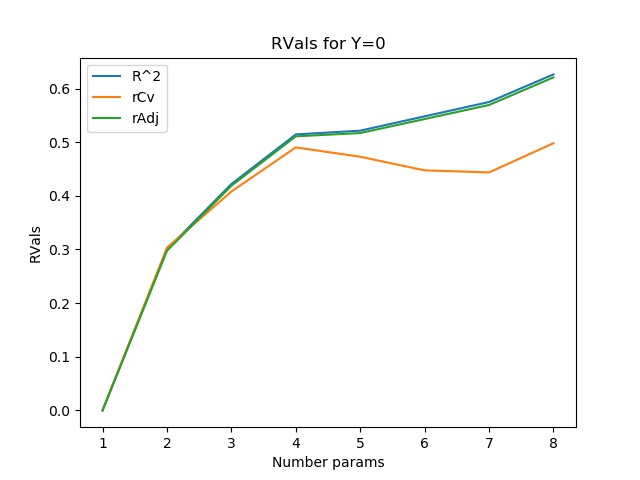 RVals for Y=0
R^2
rCv
rAdj
RVals
0.6
0.5
0.4
0.3
0.2
0.1
0.0
1 2 3 4 5 6 7 8
Number params